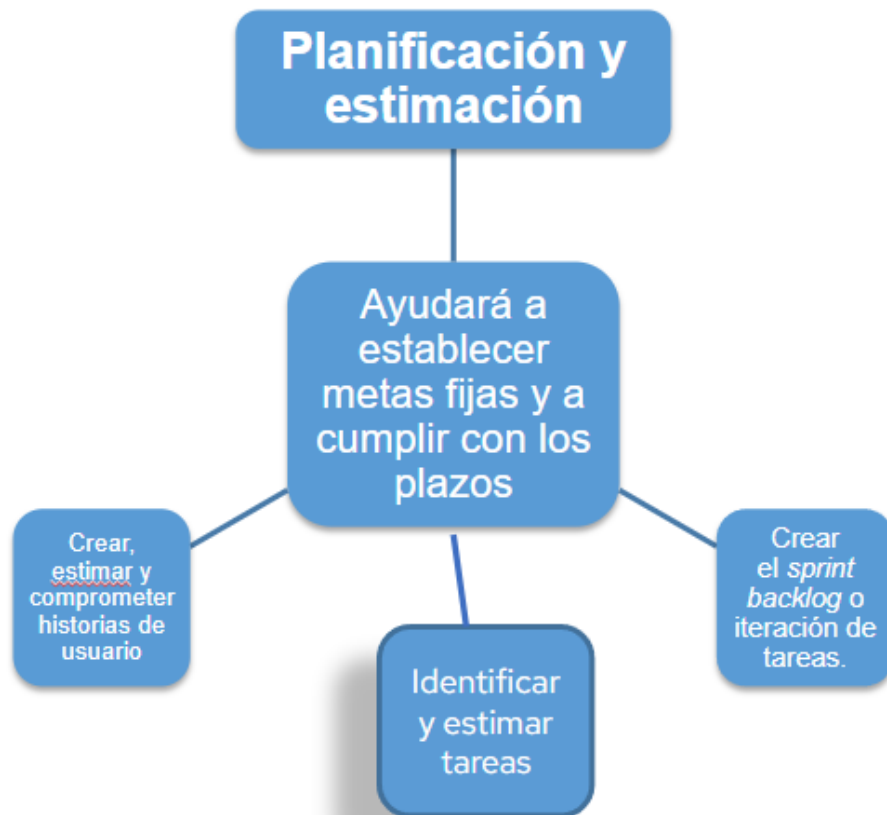 Planificación y
estimación
Ayudará a
establecer
metas fijas y a
cumplir con los
plazos
Crear,
estimar y
comprometer
historias de
usuario
Identificar
y estimar
tareas
Crear
el sprint
backlog o
iteración de
tareas.